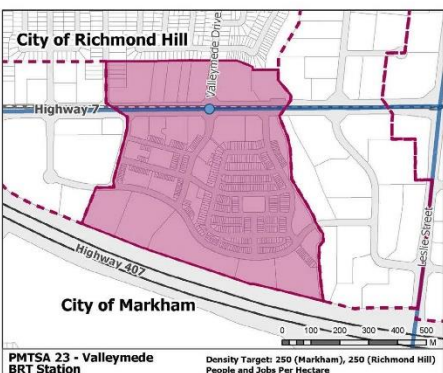 City of Richmond Hill
Valleymede Drive
Highway 7
Leslie Street
Highway 407
City of Markham
0 100 200 300 400 500
M
PMTSA 23 - Valleymede
BRT Station
Density Target: 250 (Markham), 250 (Richmond Hill)
People and Jobs Per Hectare